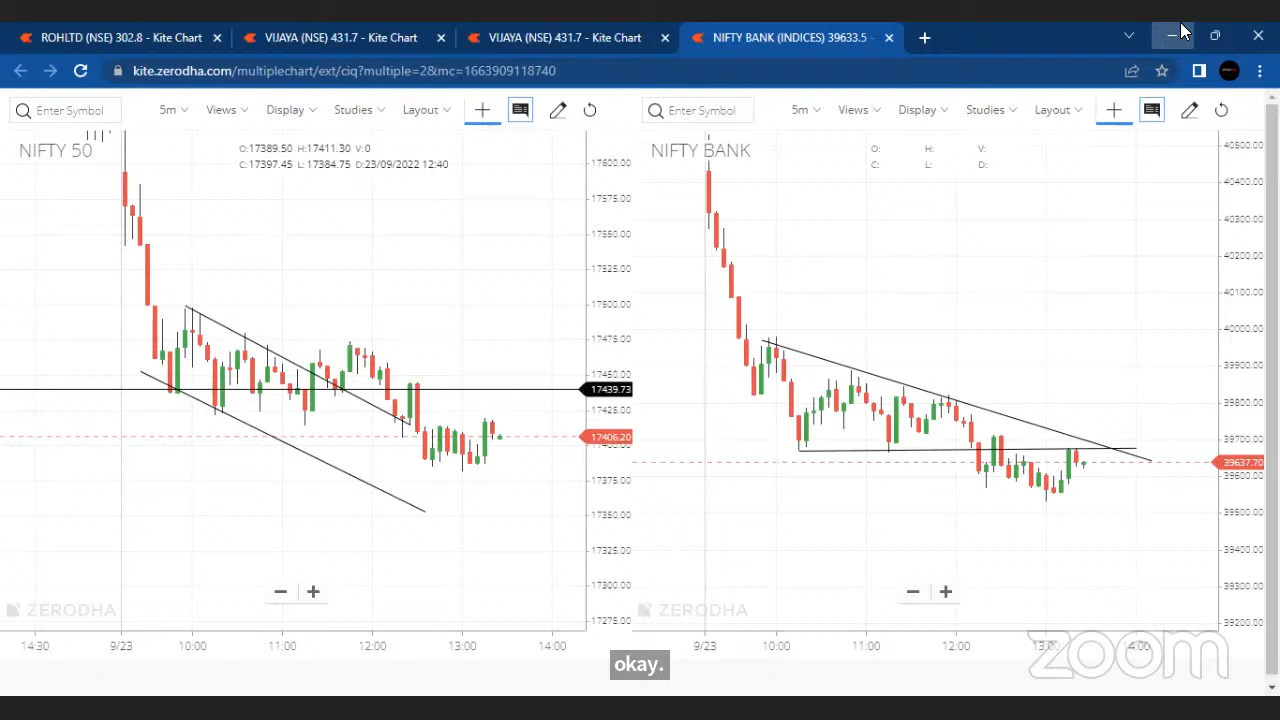 ROHLTD (NSE) 302.8 - Kite Chart
VIJAYA (NSE) 431.7 - Kite Chart
VIJAYA (NSE) 431.7 - Kite Chart
NIFTY BANK (INDICES) 39633.5 -
kite.zerodha.com/multiplechart/ext/ciq?multiple=2&mc=1663909118740
Enter Symbol 5m Views Display Studies Layout
NIFTY 50
O:17389.50 H:17411.30 V:0
C:17397.45 L:17384.75 D:23/09/2022 12:40
17600.00
17575.00
17550.00
17525.00
17500.00
17475.00
17450.00
17439.73
17425.00
17406.20
17400.00
17375.00
17350.00
17325.00
17300.00
17275.00
ZERODHA
14:30 9/23 10:00 11:00 12:00 13:00 14:00
Enter Symbol 5m Views Display Studies Layout
NIFTY BANK
O: H: V:
C: L: D:
40500.00
40400.00
40300.00
40200.00
40100.00
40000.00
39900.00
39800.00
39700.00
39637.70
39600.00
39500.00
39400.00
39300.00
39200.00
ZERODHA
9/23 10:00 11:00 12:00 13:00 14:00
zoom
okay.